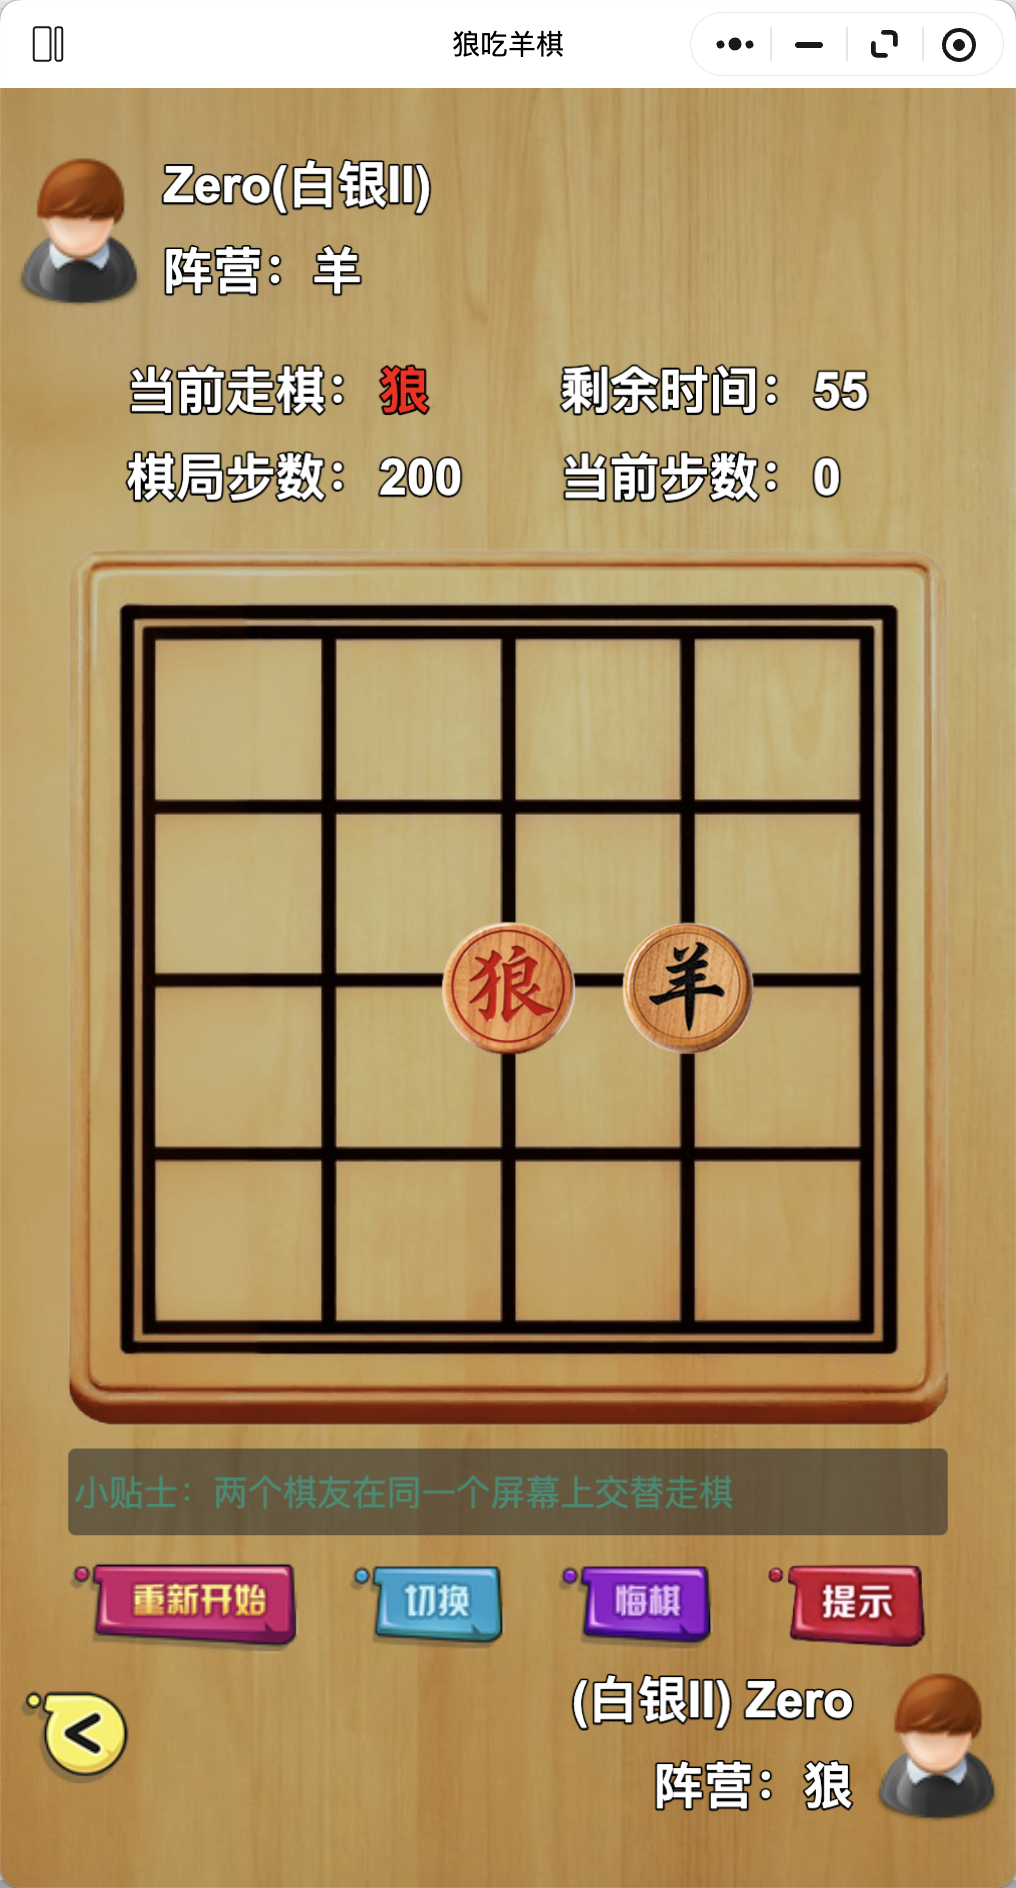 狼吃羊棋
Zero(白银II)
阵营：羊
当前走棋：狼
剩余时间：55
棋局步数：200
当前步数：0
狼
羊
小贴士：两个棋友在同一个屏幕上交替走棋
重新开始
切换
悔棋
提示
(白银II) Zero
阵营：狼